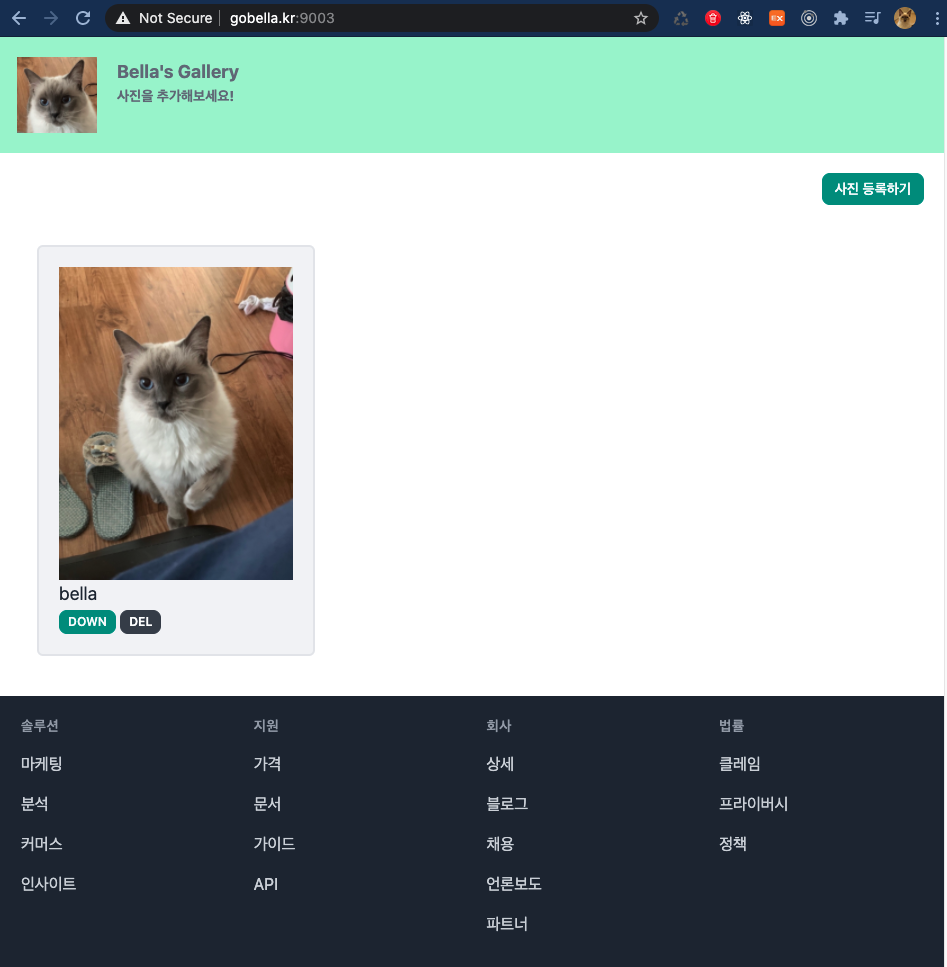 Not Secure gobella.kr:9003
Bella's Gallery
사진을 추가해보세요!
사진 등록하기
bella
DOWN DEL
솔루션 지원 회사 법률
마케팅 가격 상세 클레임
분석 문서 블로그 프라이버시
커머스 가이드 채용 정책
인사이트 API 언론보도
파트너